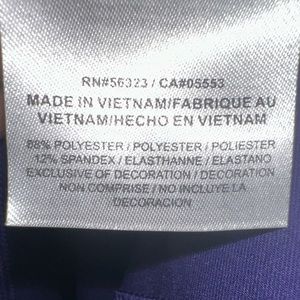 RN#56323 / CA#05553
MADE IN VIETNAM/FABRIQUE AU
VIETNAM/HECHO EN VIETNAM
88% POLYESTER / POLYESTER / POLIESTER
12% SPANDEX / ELASTHANNE / ELASTANO
EXCLUSIVE OF DECORATION / DECORATION
NON COMPRISE / NO INCLUYE LA
DECORACION